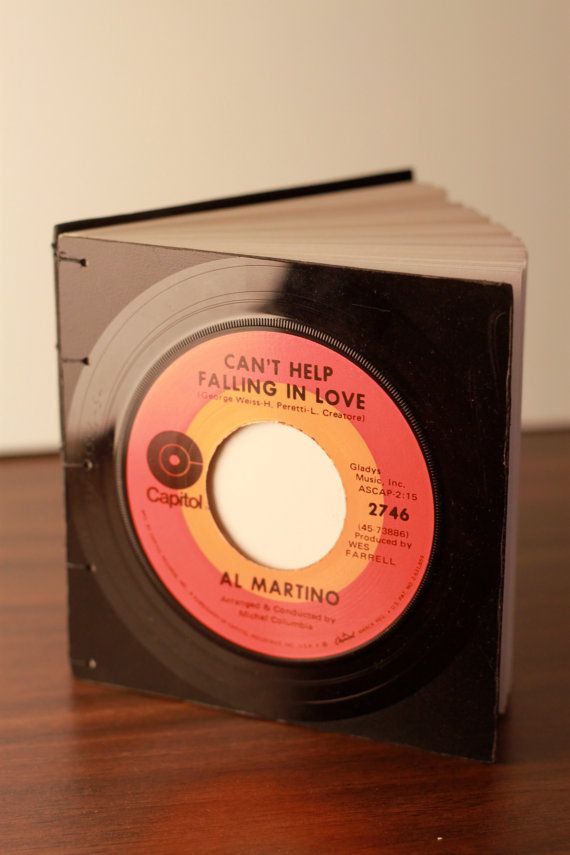 CAN'T HELP
FALLING IN LOVE
(George Weiss-H. Peretti-L. Creatore)
Capitol
Gladys
Music, Inc.
ASCAP-2:15
2746
(45-73886)
Produced by
WES
FARRELL
AL MARTINO
Arranged & Conducted by
Michel Columbia